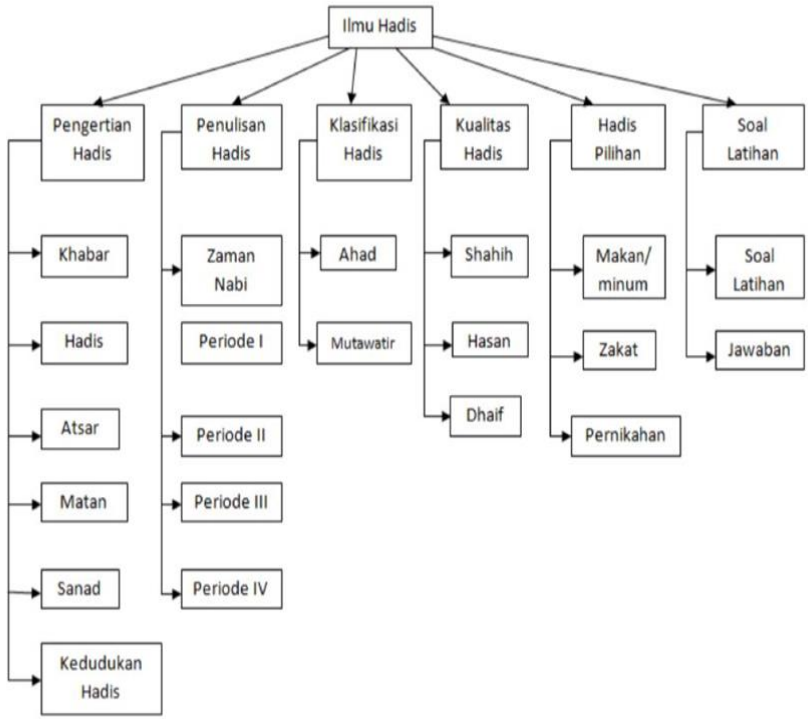 Ilmu Hadis
Pengertian
Hadis
Penulisan
Hadis
Klasifikasi
Hadis
Kualitas
Hadis
Hadis
Pilihan
Soal
Latihan
Khabar
Hadis
Atsar
Matan
Sanad
Kedudukan
Hadis
Zaman
Nabi
Periode I
Periode II
Periode III
Periode IV
Ahad
Mutawatir
Shahih
Hasan
Dhaif
Makan/
minum
Zakat
Pernikahan
Soal
Latihan
Jawaban